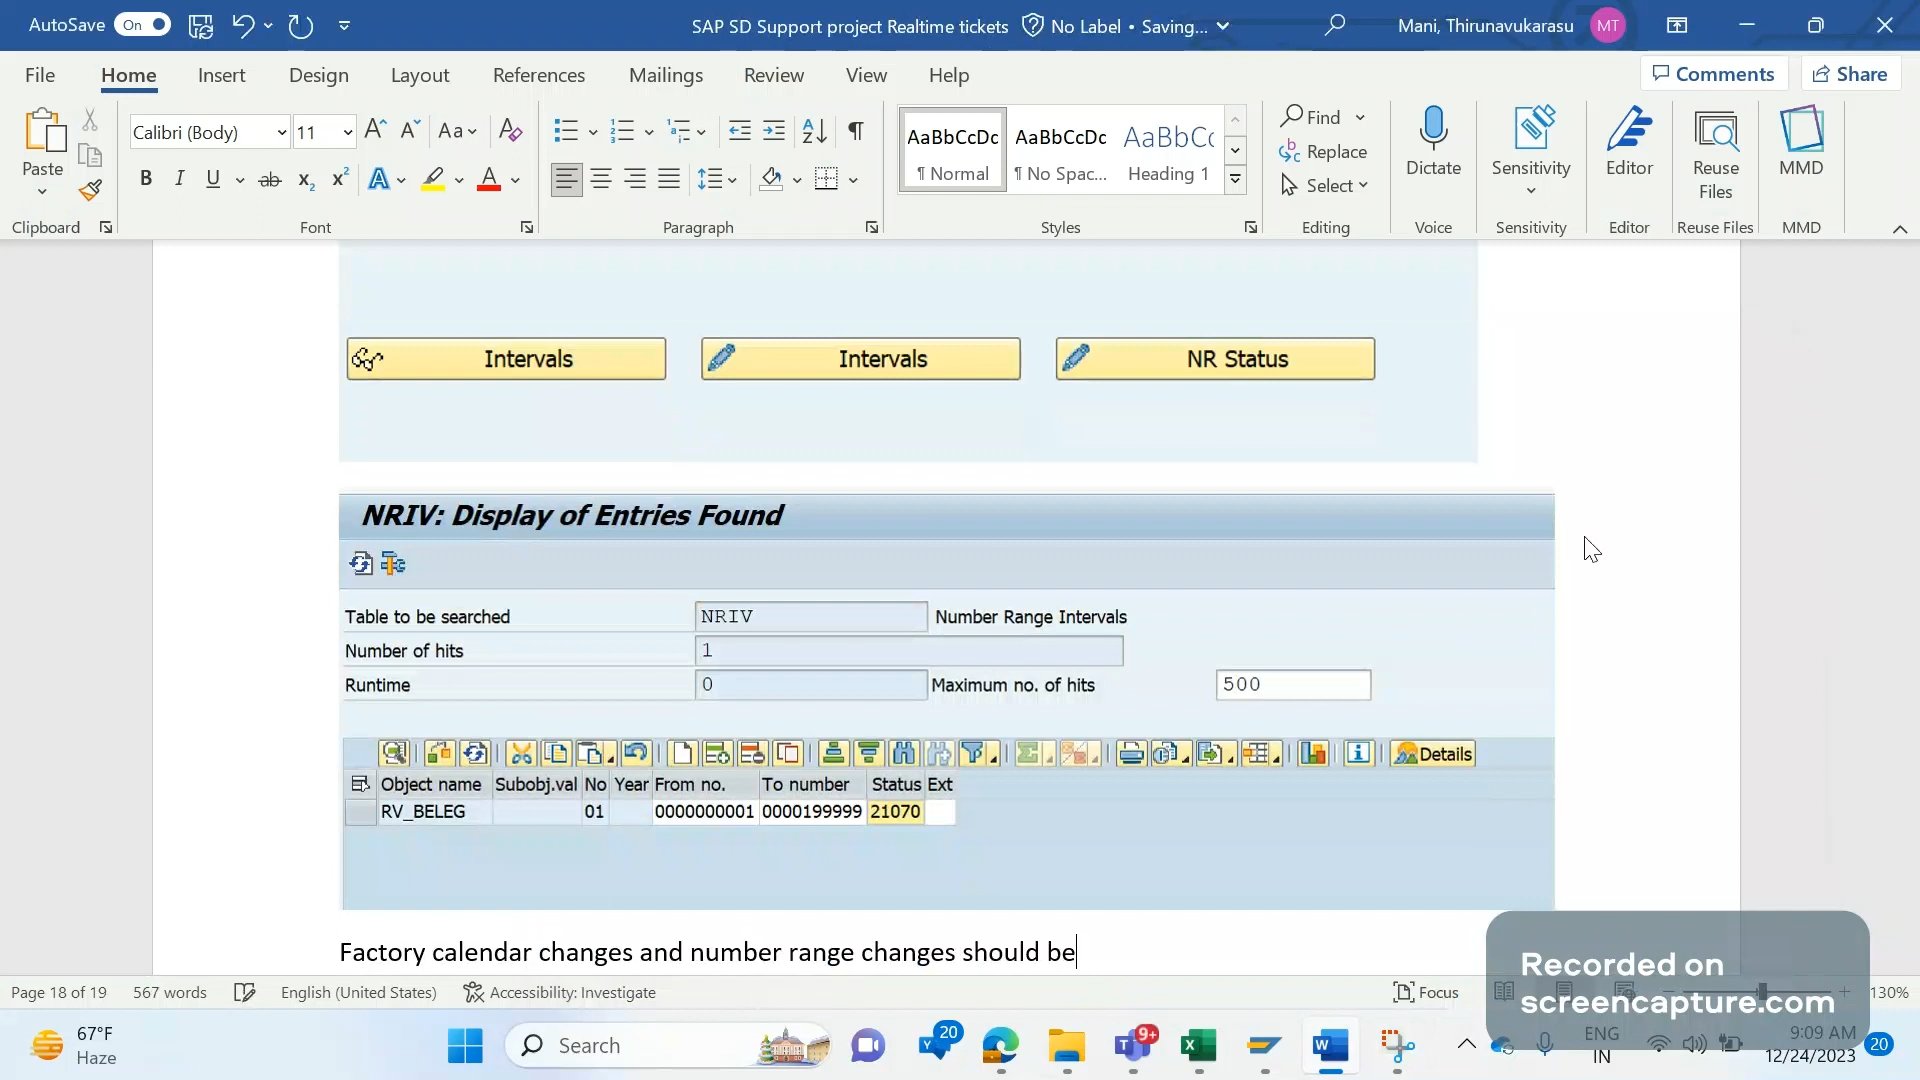 AutoSave On SAP SD Support project Realtime tickets No Label • Saving... Mani, Thirunavukarasu MT
File Home Insert Design Layout References Mailings Review View Help Comments Share
Calibri (Body) 11 Aa AaBbCcDc AaBbCcDc AaBbCc Find
Paste Normal No Spac... Heading 1 Replace Dictate Sensitivity Editor Reuse Files MMD
Select
Clipboard Font Paragraph Styles Editing Voice Sensitivity Editor Reuse Files MMD
Intervals Intervals NR Status
NRIV: Display of Entries Found
Table to be searched NRIV Number Range Intervals
Number of hits 1
Runtime 0 Maximum no. of hits 500
Details
Object name Subobj.val No Year From no. To number Status Ext
RV_BELEG 01 0000000001 0000199999 21070
Factory calendar changes and number range changes should be
Recorded on
screencapture.com
Page 18 of 19 567 words English (United States) Accessibility: Investigate Focus 130%
67°F
Haze
Search 20 9+ ENG
IN 9:09 AM
12/24/2023 20